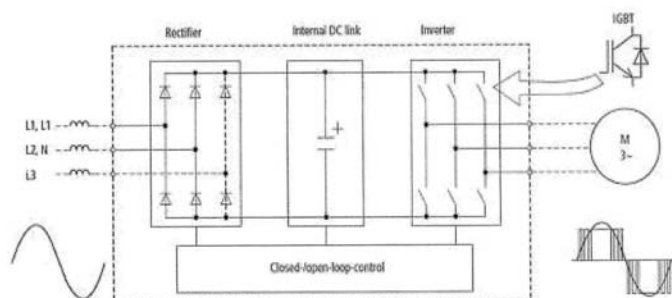 IGBT
Rectifier
Internal DC link
Inverter
L1, L1
L2, N
L3
+
M
3~
Closed-/open-loop-control